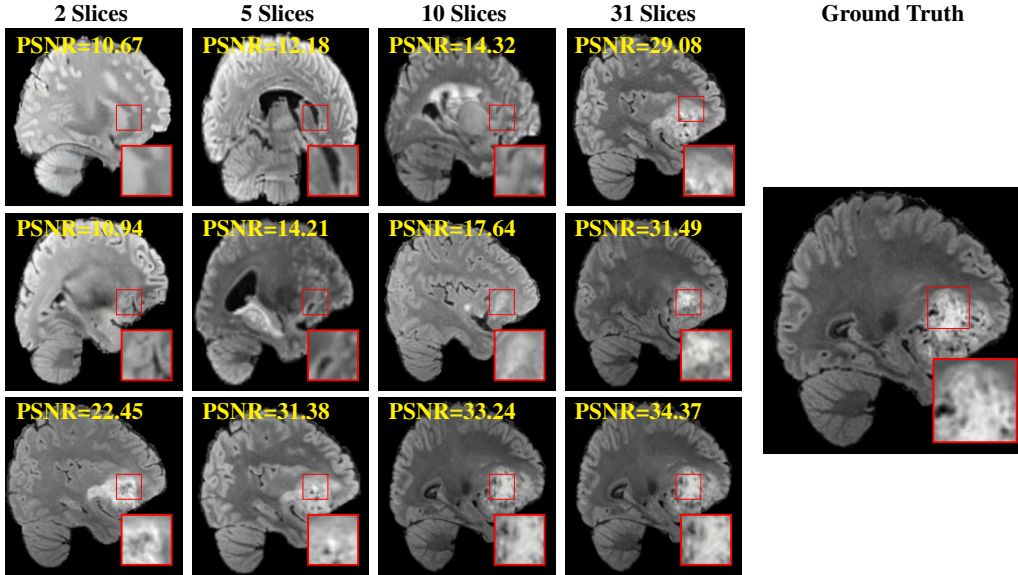 2 Slices 5 Slices 10 Slices 31 Slices Ground Truth
PSNR=10.67 PSNR=12.18 PSNR=14.32 PSNR=29.08
PSNR=10.94 PSNR=14.21 PSNR=17.64 PSNR=31.49
PSNR=22.45 PSNR=31.38 PSNR=33.24 PSNR=34.37